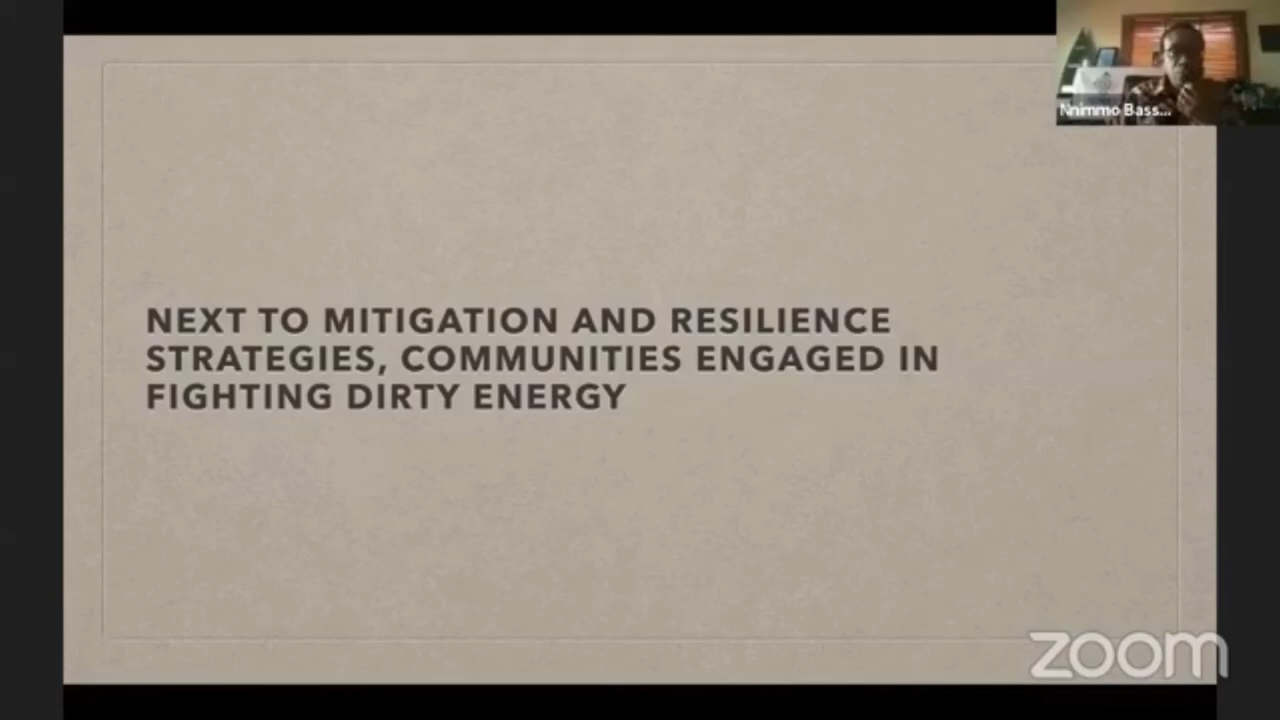 Nnimmo Bass...
NEXT TO MITIGATION AND RESILIENCE
STRATEGIES, COMMUNITIES ENGAGED IN
FIGHTING DIRTY ENERGY
zoom